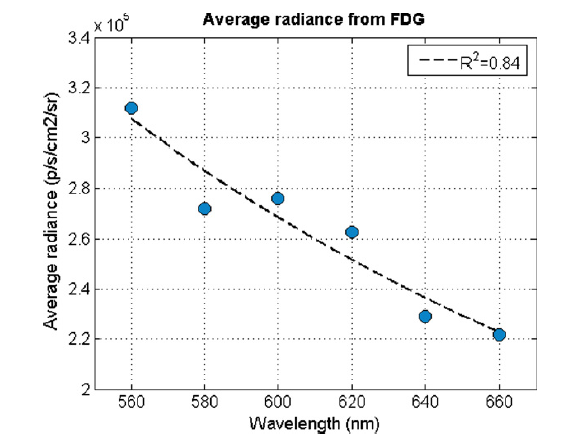 Average radiance from FDG
x 10^5
3.4
3.2
3
2.8
2.6
2.4
2.2
2
560 580 600 620 640 660
Wavelength (nm)
Average radiance (p/s/cm2/sr)
R^2=0.84